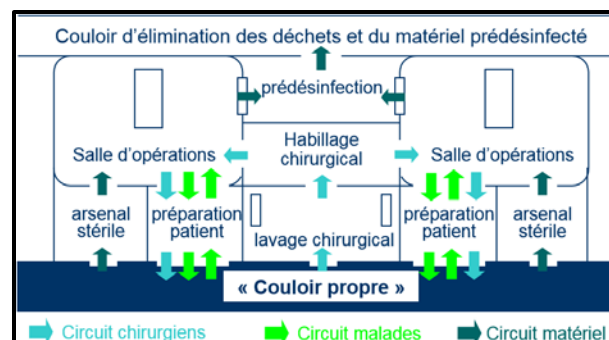 Couloir d'élimination des déchets et du matériel prédésinfecté
prédésinfection
Habillage
chirurgical
Salle d'opérations
Salle d'opérations
arsenal
stérile
préparation
patient
lavage chirurgical
préparation
patient
arsenal
stérile
« Couloir propre »
Circuit chirurgiens
Circuit malades
Circuit matériel